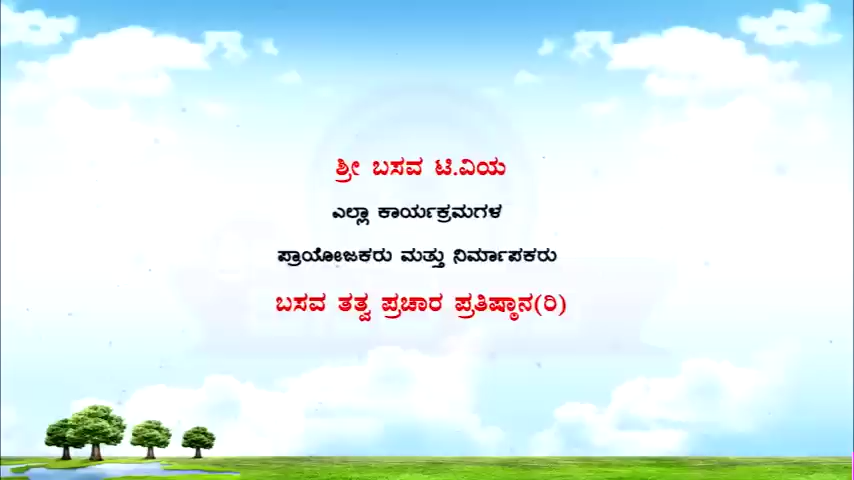 ಶ್ರೀ ಬಸವ ಟಿ.ವಿಯ
ಎಲ್ಲಾ ಕಾರ್ಯಕ್ರಮಗಳ
ಪ್ರಾಯೋಜಕರು ಮತ್ತು ನಿರ್ಮಾಪಕರು
ಬಸವ ತತ್ವ ಪ್ರಚಾರ ಪ್ರತಿಷ್ಠಾನ(ರಿ)